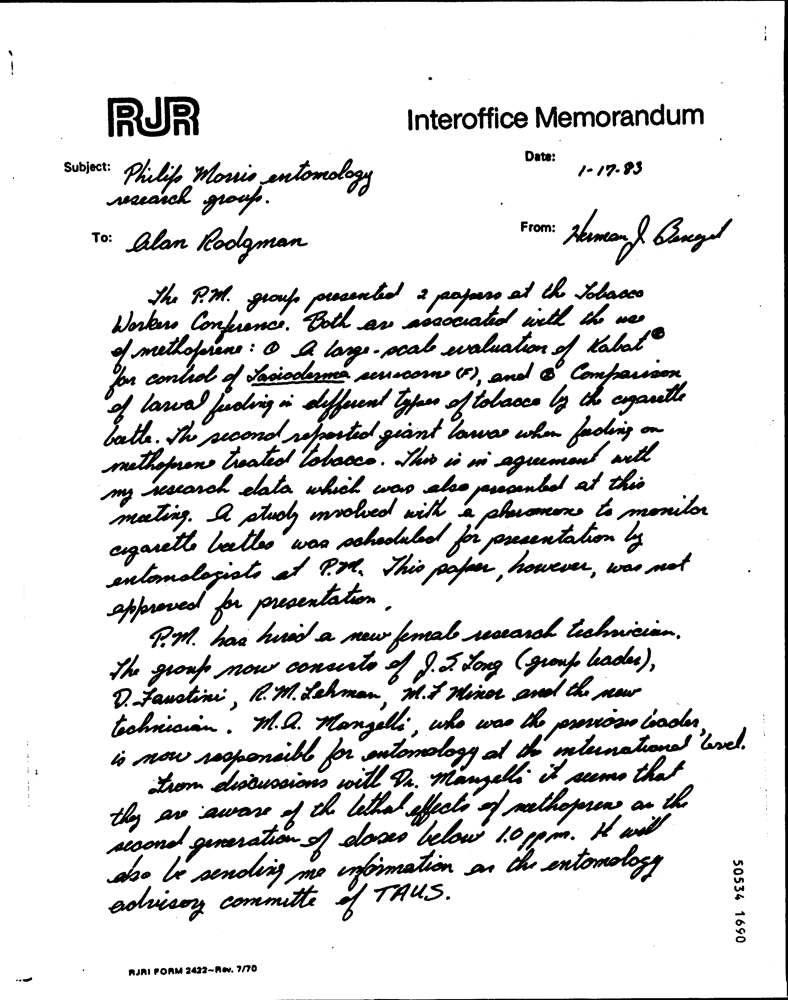 RJR
Interoffice Memorandum
Subject: Philip Morris entomology
research group.
Date: 1-17-83
To: Alan Rodgman
From: Herman J.
The P.M. group presented 2 papers at the Tobacco
Workers Conference. Both are associated with the use
of methoprene: ① A large-scale evaluation of Kabat®
for control of Lasioderma serricorne (F), and ② Comparison
of larval feeding in different types of tobacco by the cigarette
beetle. The second reported giant larvae when feeding on
methoprene treated tobacco. This is in agreement with
my research data which was also presented at this
meeting. A study involved with a pheromone to monitor
cigarette beetles was scheduled for presentation by
entomologists at P.M. This paper, however, was not
approved for presentation.
P.M. has hired a new female research technician.
The group now consists of J.S. Long (group leader),
D. Faustini, R.M. Lehman, M.F Minor and the new
technician. M.A. Manzelli, who was the previous leader,
is now responsible for entomology at the international level.
From discussions with Dr. Manzelli it seems that
they are aware of the lethal effects of methoprene on the
second generation of doses below 1.0 ppm. He will
also be sending me information on the entomology
advisory committe of TAUS.
50534 1690
RJRI FORM 2422–Rev. 7/70